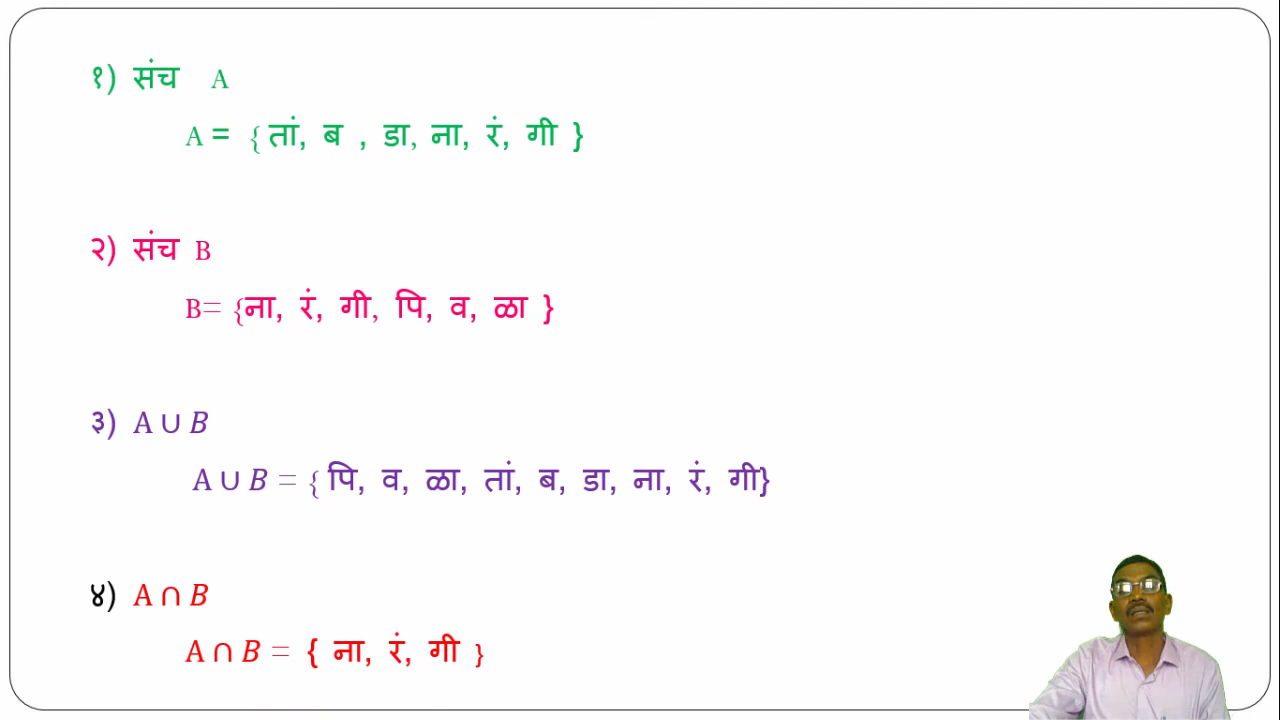 १) संच A
A = { तां, ब , डा, ना, रं, गी }
२) संच B
B= {ना, रं, गी, पि, व, ळा }
३) A ∪ B
A ∪ B = { पि, व, ळा, तां, ब, डा, ना, रं, गी}
४) A ∩ B
A ∩ B = { ना, रं, गी }